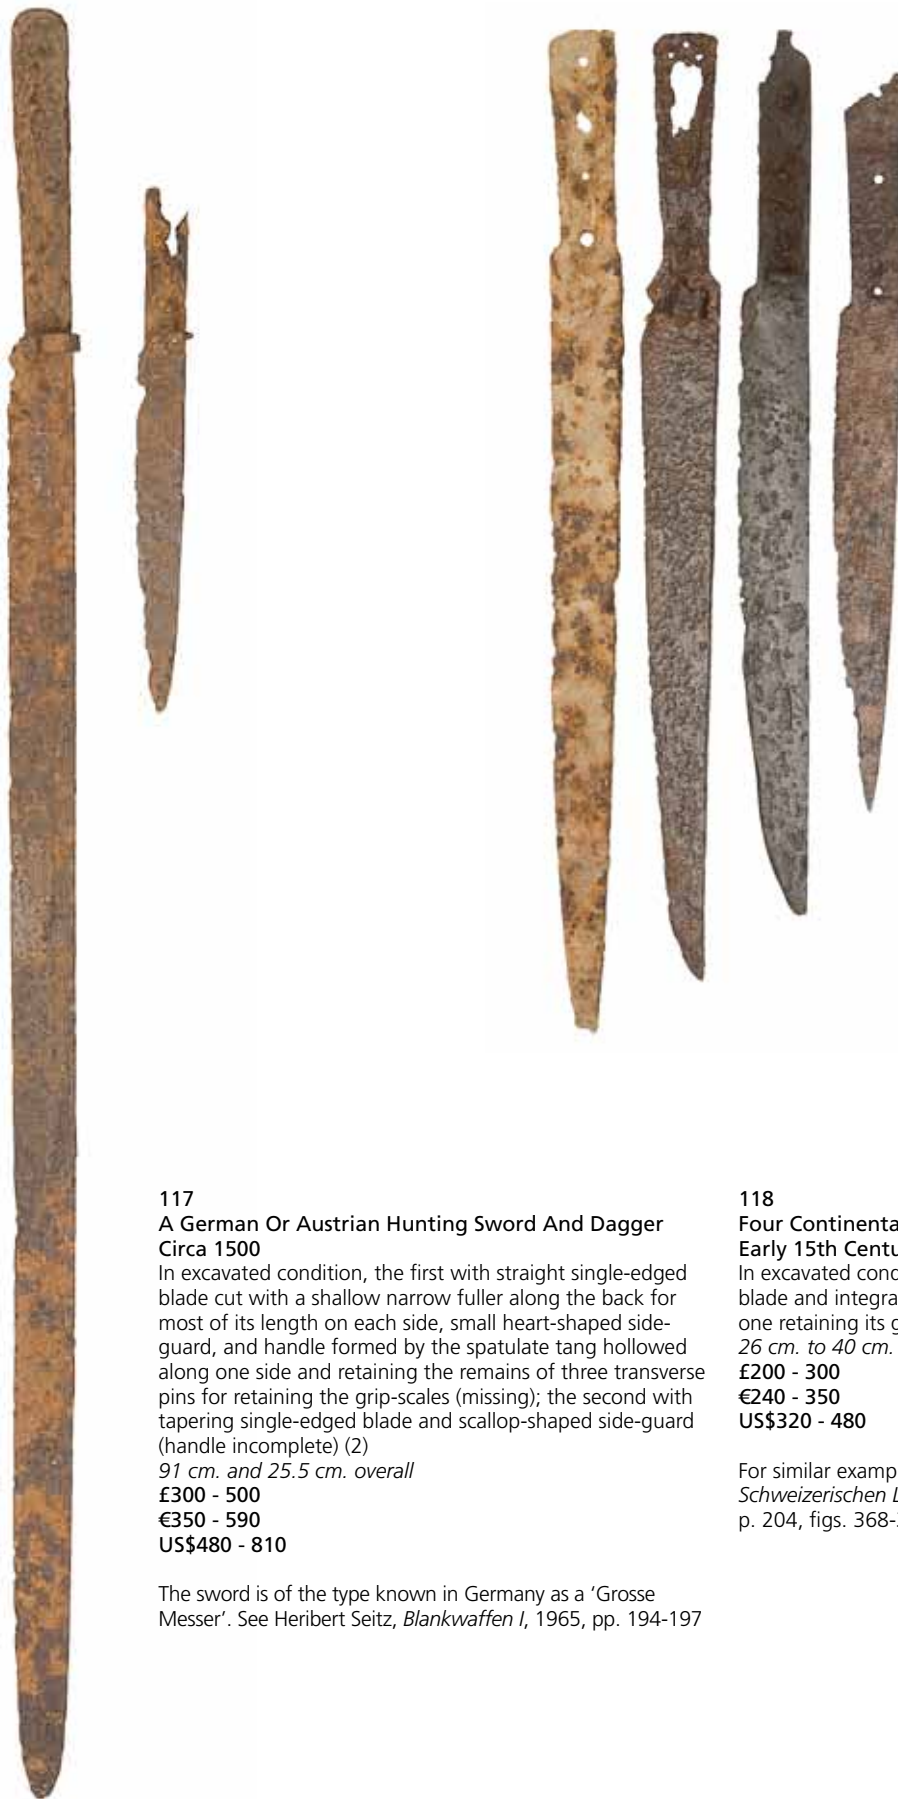 117
A German Or Austrian Hunting Sword And Dagger
Circa 1500
In excavated condition, the first with straight single-edged
blade cut with a shallow narrow fuller along the back for
most of its length on each side, small heart-shaped side-
guard, and handle formed by the spatulate tang hollowed
along one side and retaining the remains of three transverse
pins for retaining the grip-scales (missing); the second with
tapering single-edged blade and scallop-shaped side-guard
(handle incomplete) (2)
91 cm. and 25.5 cm. overall
£300 - 500
€350 - 590
US$480 - 810
The sword is of the type known in Germany as a ‘Grosse
Messer’. See Heribert Seitz, Blankwaffen I, 1965, pp. 194-197
118
Four Continenta
Early 15th Centu
In excavated cond
blade and integra
one retaining its g
26 cm. to 40 cm.
£200 - 300
€240 - 350
US$320 - 480
For similar examp
Schweizerischen L
p. 204, figs. 368-